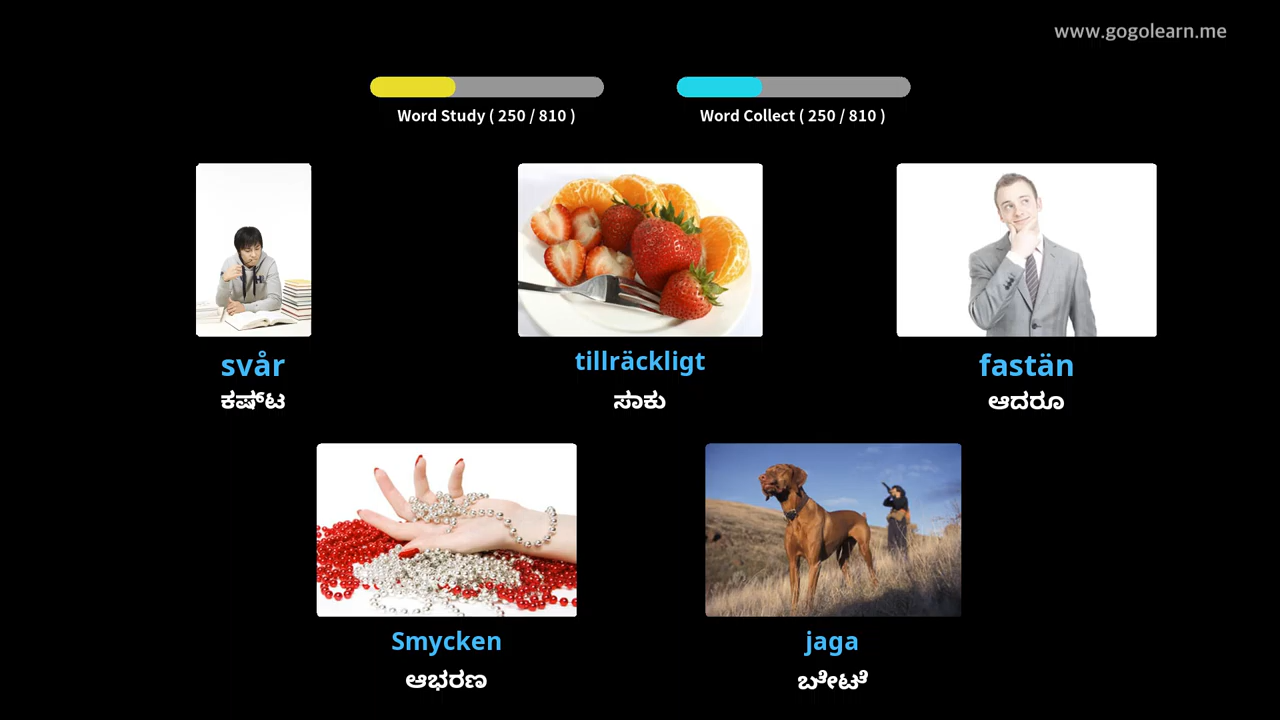 www.gogolearn.me
Word Study ( 250 / 810 )
Word Collect ( 250 / 810 )
svår
ಕಷ್ಟ
tillräckligt
ಸಾಕು
fastän
ಆದರೂ
Smycken
ಆಭರಣ
jaga
ಬೇಟೆ